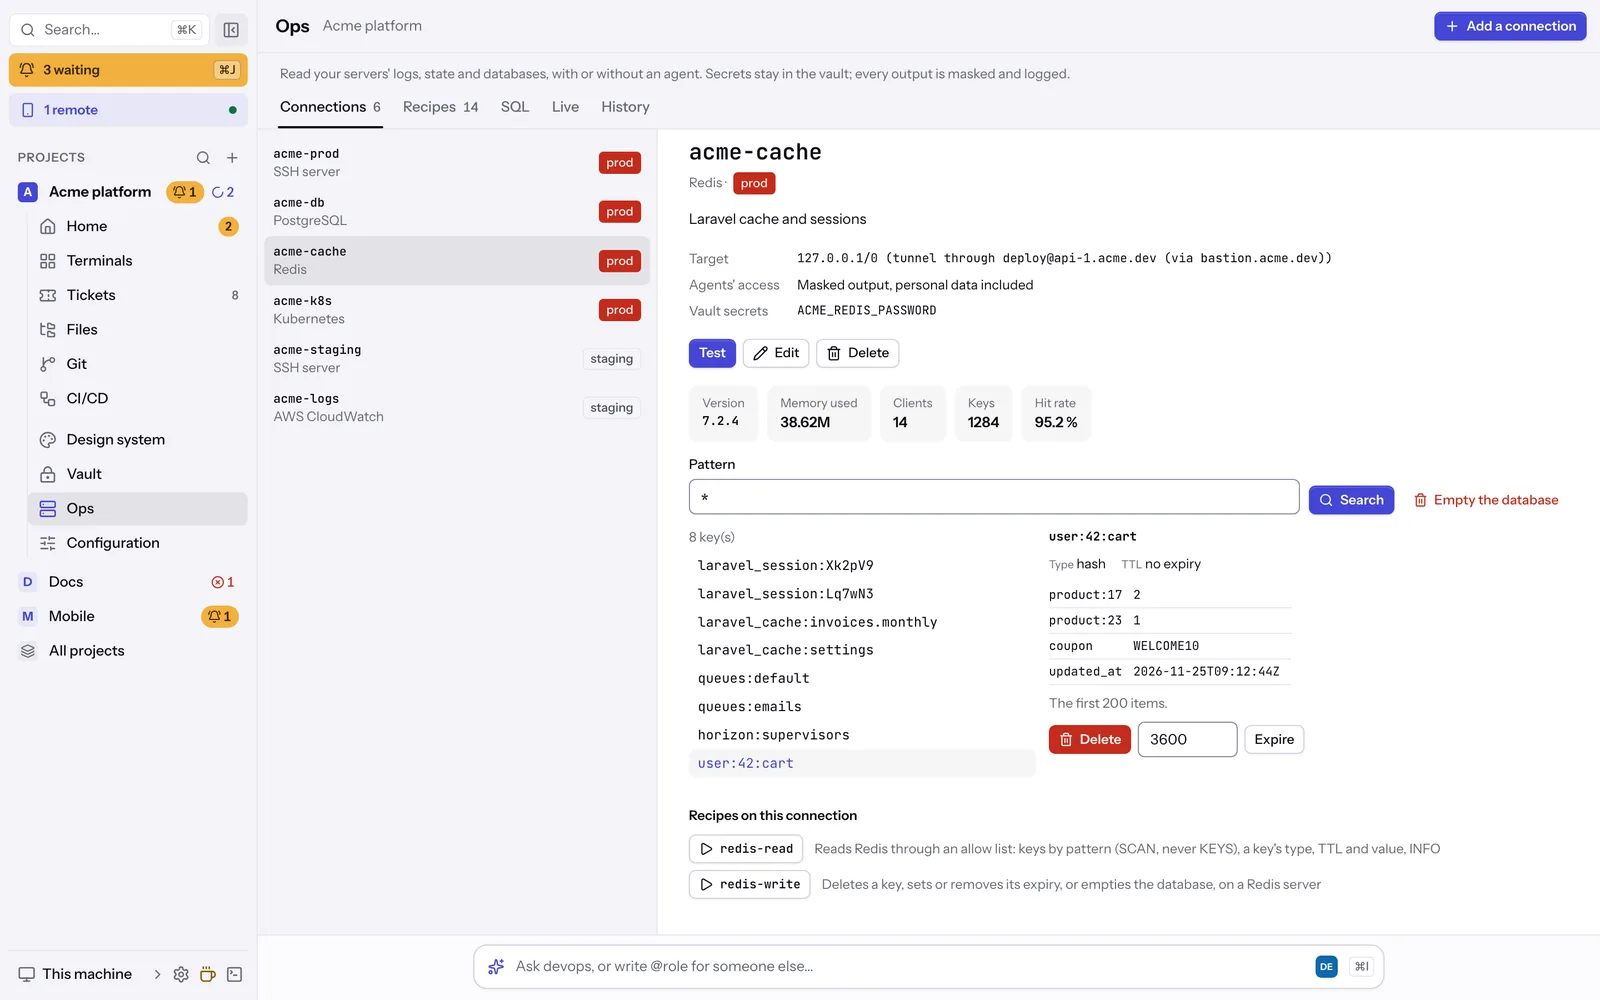 Search...
⌘K
3 waiting
⌘J
1 remote
PROJECTS
A
Acme platform
1
2
Home
2
Terminals
Tickets
8
Files
Git
CI/CD
Design system
Vault
Ops
Configuration
D
Docs
1
M
Mobile
1
All projects
This machine
Ops Acme platform
Add a connection
Read your servers' logs, state and databases, with or without an agent. Secrets stay in the vault; every output is masked and logged.
Connections 6
Recipes 14
SQL
Live
History
acme-prod
SSH server
prod
acme-db
PostgreSQL
prod
acme-cache
Redis
prod
acme-k8s
Kubernetes
prod
acme-staging
SSH server
staging
acme-logs
AWS CloudWatch
staging
acme-cache
Redis · prod
Laravel cache and sessions
Target 127.0.0.1/0 (tunnel through deploy@api-1.acme.dev (via bastion.acme.dev))
Agents' access Masked output, personal data included
Vault secrets ACME_REDIS_PASSWORD
Test
Edit
Delete
Version
7.2.4
Memory used
38.62M
Clients
14
Keys
1284
Hit rate
95.2 %
Pattern
*
Search
Empty the database
8 key(s)
laravel_session:Xk2pV9
laravel_session:Lq7wN3
laravel_cache:invoices.monthly
laravel_cache:settings
queues:default
queues:emails
horizon:supervisors
user:42:cart
user:42:cart
Type hash TTL no expiry
product:17 2
product:23 1
coupon WELCOME10
updated_at 2026-11-25T09:12:44Z
The first 200 items.
Delete
3600
Expire
Recipes on this connection
redis-read Reads Redis through an allow list: keys by pattern (SCAN, never KEYS), a key's type, TTL and value, INFO
redis-write Deletes a key, sets or removes its expiry, or empties the database, on a Redis server
Ask devops, or write @role for someone else...
DE
⌘I